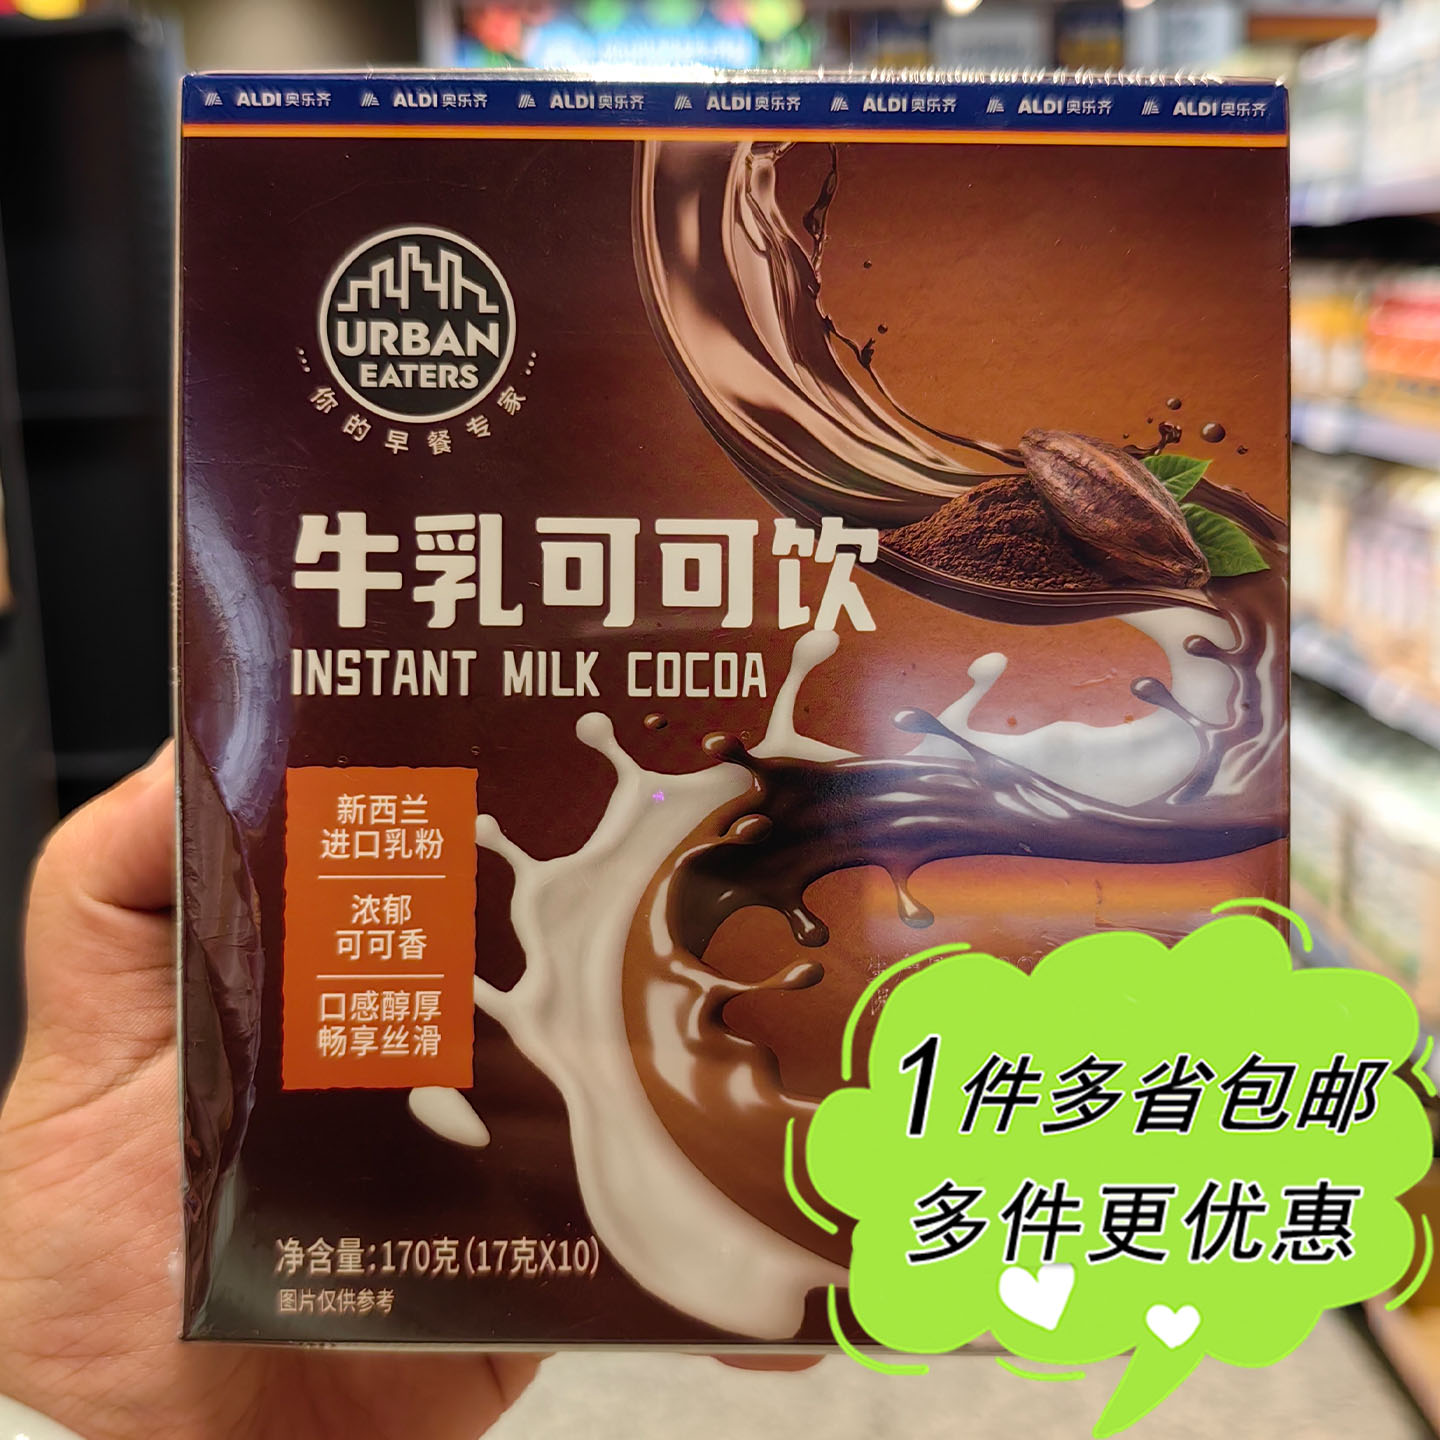 ALDI奥乐齐 ALDI奥乐齐 ALDI奥乐齐 ALDI奥乐齐 ALDI奥乐齐 ALDI奥乐齐 ALDI奥乐齐
URBAN
EATERS
···你的早餐专家···
牛乳可可饮
INSTANT MILK COCOA
新西兰
进口乳粉
浓郁
可可香
口感醇厚
畅享丝滑
1件多省包邮
多件更优惠
净含量:170克(17克X10)
图片仅供参考